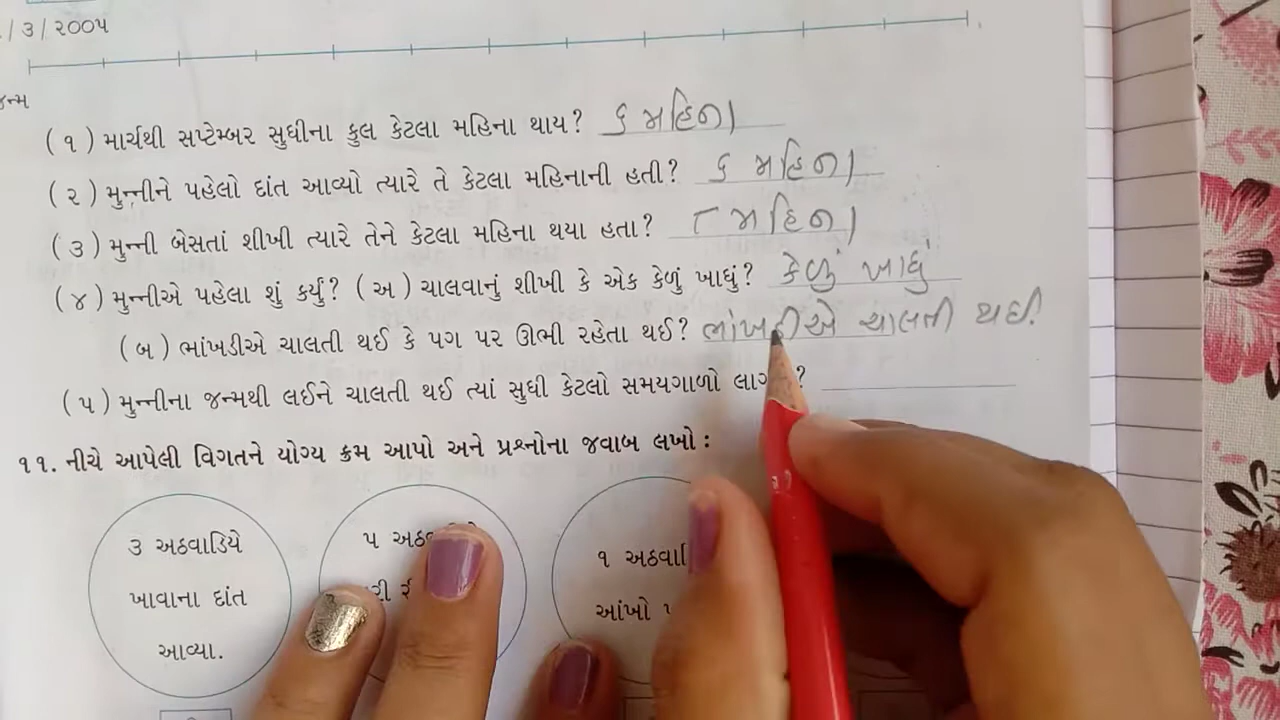 / ૩ / ૨૦૦૫
જન્મ
( ૧ ) માર્ચથી સપ્ટેમ્બર સુધીના કુલ કેટલા મહિના થાય? ૬ મહિના
( ૨ ) મુન્નીને પહેલો દાંત આવ્યો ત્યારે તે કેટલા મહિનાની હતી? ૬ મહિના
( ૩ ) મુન્ની બેસતાં શીખી ત્યારે તેને કેટલા મહિના થયા હતા? ૮ મહિના
( ૪ ) મુન્નીએ પહેલા શું કર્યું? ( અ ) ચાલવાનું શીખી કે એક કેળું ખાધું? કેળું ખાધું
( બ ) ભાંખડીએ ચાલતી થઈ કે પગ પર ઊભી રહેતા થઈ? ભાંખડીએ ચાલતી થઈ.
( ૫ ) મુન્નીના જન્મથી લઈને ચાલતી થઈ ત્યાં સુધી કેટલો સમયગાળો ?
૧૧. નીચે આપેલી વિગતને યોગ્ય ક્રમ આપો અને પ્રશ્નોના જવાબ લખો :
૩ અઠવાડિયે
ખાવાના દાંત
આવ્યા.
૫
૧
આંખો